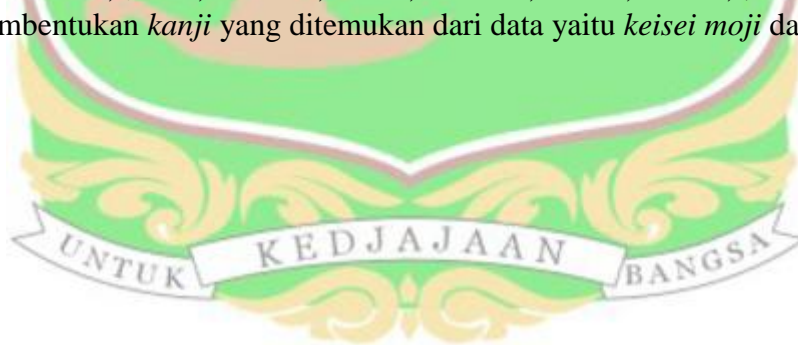 mbentukan kanji yang ditemukan dari data yaitu keisei moji da
UNTUK KEDJAJAAN BANGSA